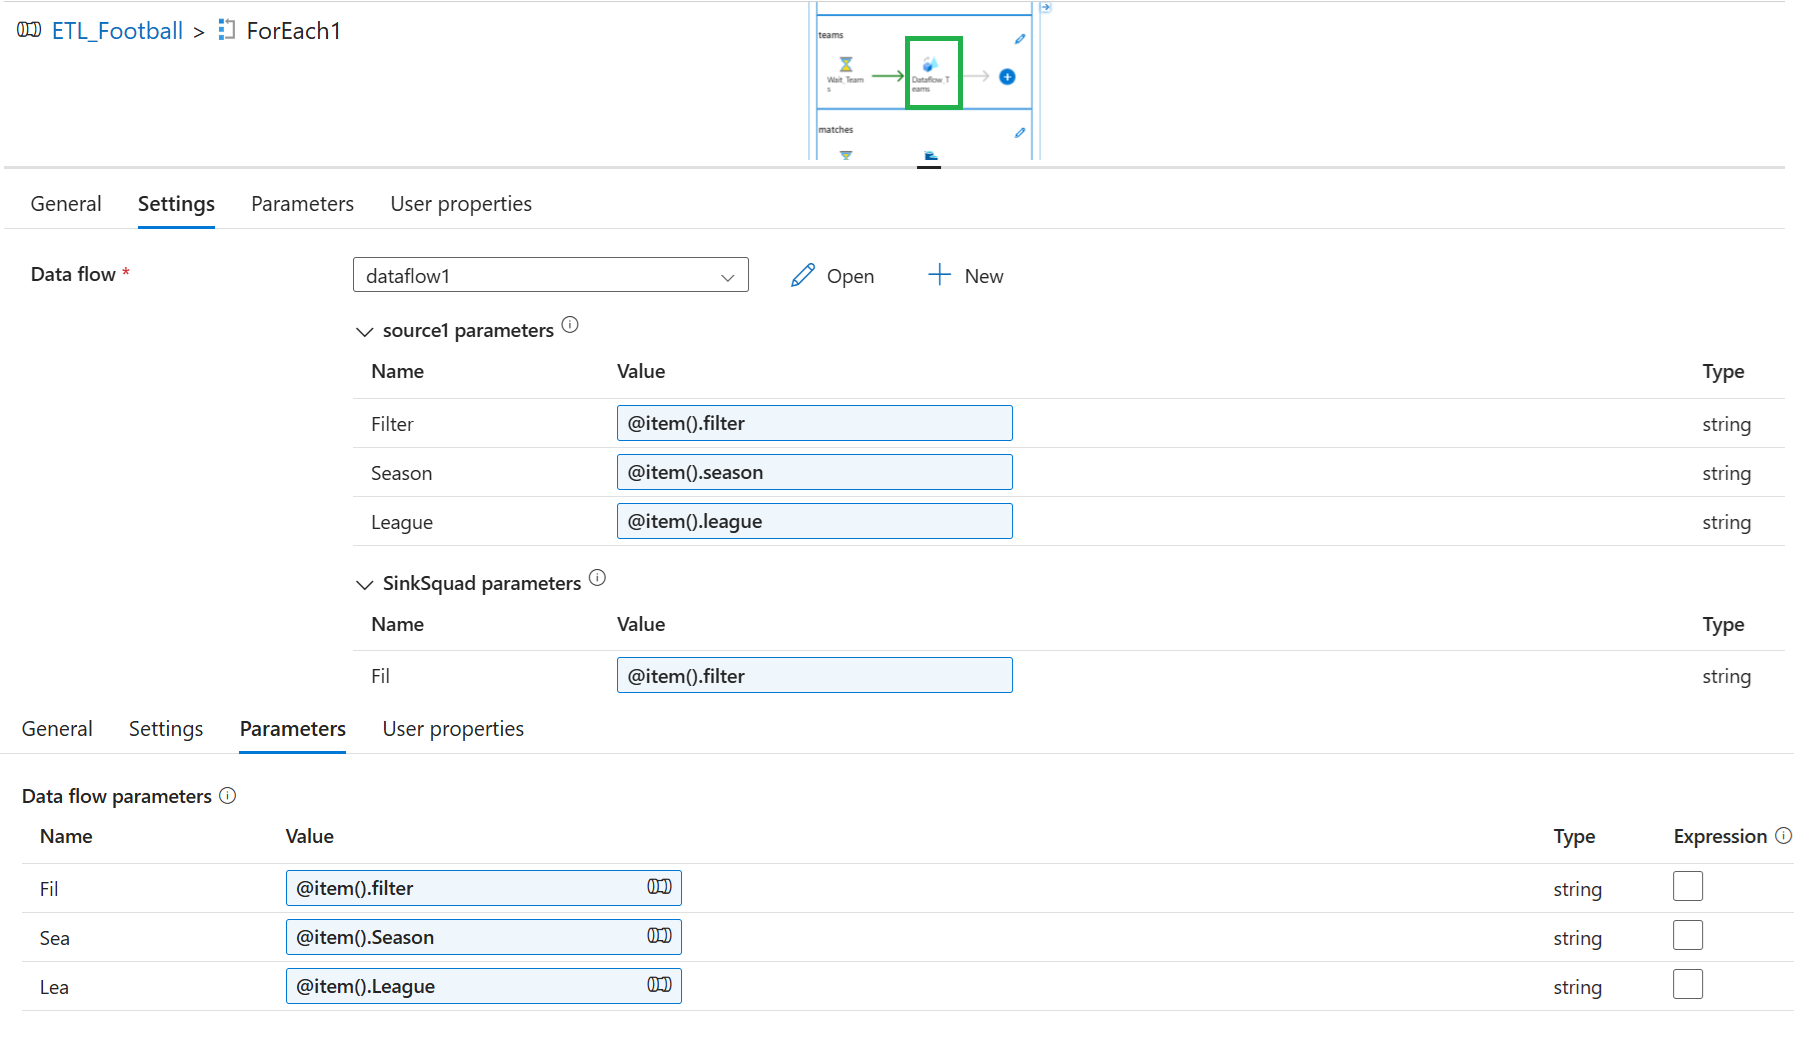 ETL_Football > ForEach1
teams
Wait_Team
s
Dataflow_T
eams
matches
General Settings Parameters User properties
Data flow *
dataflow1
Open
New
source1 parameters
Name Value Type
Filter @item().filter string
Season @item().season string
League @item().league string
SinkSquad parameters
Name Value Type
Fil @item().filter string
General Settings Parameters User properties
Data flow parameters
Name Value Type Expression
Fil @item().filter string
Sea @item().Season string
Lea @item().League string